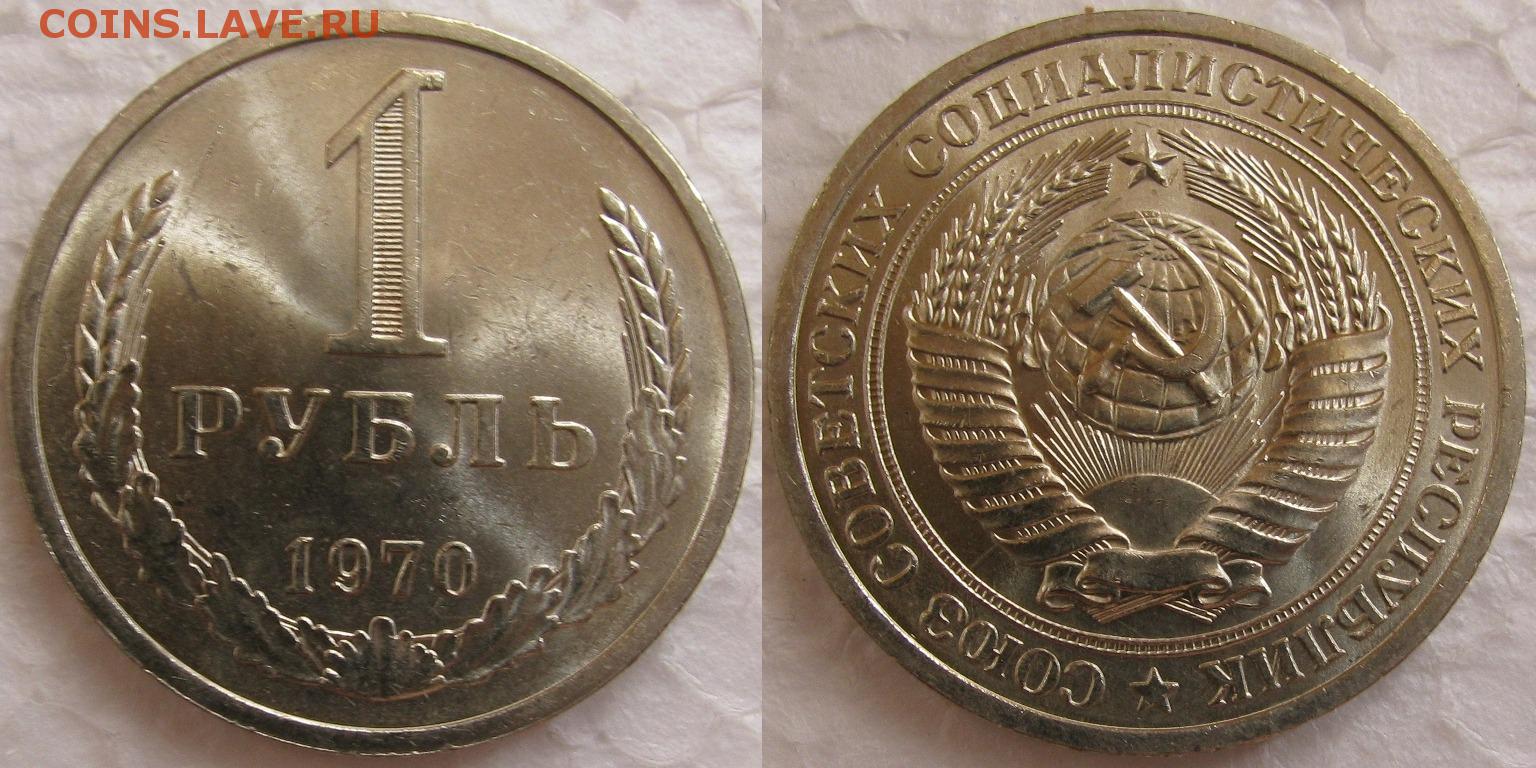 COINS.LAVE.RU
1
РУБЛЬ
1970
СОЮЗ СОВЕТСКИХ СОЦИАЛИСТИЧЕСКИХ РЕСПУБЛИК